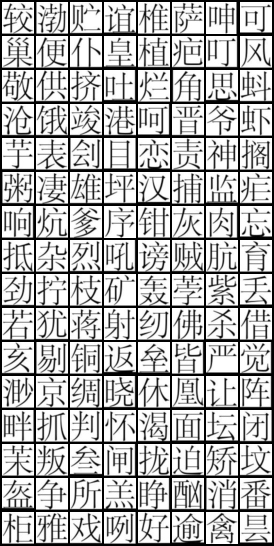 较渤贮谊椎萨呻可
巢便仆皇植疤叮风
敬供挤吐烂角思蚪
沧饿竣港呵晋爷虾
芋表刽目恋责神搁
粥凄雄坪汉捕监疟
响炕爹序钳灰肉忘
抵杂烈吼谤贼肮育
劲拧枝矿轰荸紫丢
若犹蒋射纫佛杀借
亥剔铜返垒皆严觉
渺京绸晓休凰让阵
畔抓判怀渴面坛闭
茱叛叁闸拢迫矫坟
盔争所羔睁酗消番
柜雅戏咧好逾禽昙